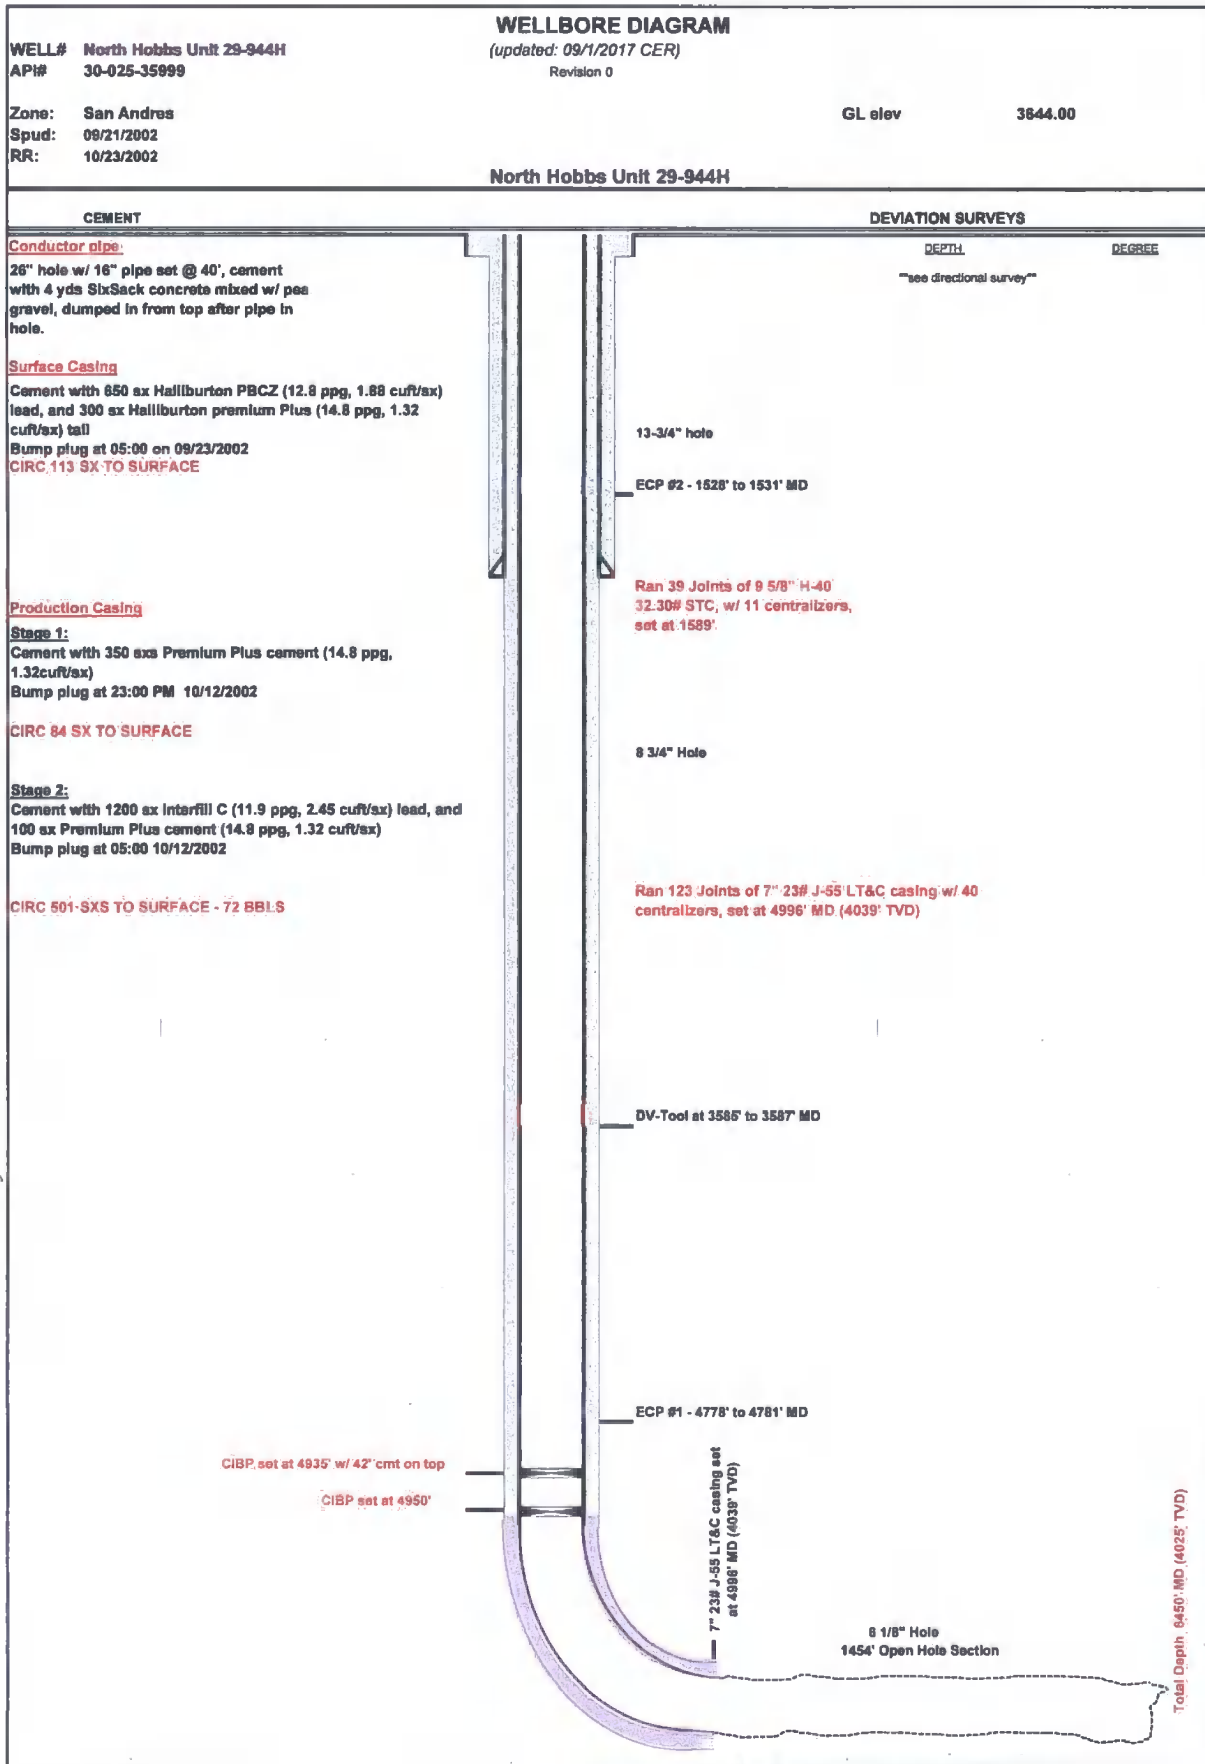 WELLBORE DIAGRAM
WELL# North Hobbs Unit 29-944H
(updated: 09/1/2017 CER)
API# 30-025-35999
Revision 0
Zone: San Andres
GL elev 3644.00
Spud: 09/21/2002
RR: 10/23/2002
North Hobbs Unit 29-944H
CEMENT
DEVIATION SURVEYS
Conductor pipe:
26" hole w/ 16" pipe set @ 40', cement
with 4 yds SixSack concrete mixed w/ pea
gravel, dumped in from top after pipe in
hole.
DEPTH DEGREE
**see directional survey**
Surface Casing
Cement with 650 sx Halliburton PBCZ (12.8 ppg, 1.88 cuft/sx)
lead, and 300 sx Halliburton premium Plus (14.8 ppg, 1.32
cuft/sx) tail
Bump plug at 05:00 on 09/23/2002
CIRC 113 SX TO SURFACE
13-3/4" hole
ECP #2 - 1528' to 1531' MD
Ran 39 Joints of 9 5/8" H-40
32.30# STC, w/ 11 centralizers,
set at 1589'
Production Casing
Stage 1:
Cement with 350 sxs Premium Plus cement (14.8 ppg,
1.32cuft/sx)
Bump plug at 23:00 PM 10/12/2002
CIRC 84 SX TO SURFACE
8 3/4" Hole
Stage 2:
Cement with 1200 sx Interfill C (11.9 ppg, 2.45 cuft/sx) lead, and
100 sx Premium Plus cement (14.8 ppg, 1.32 cuft/sx)
Bump plug at 05:00 10/12/2002
CIRC 501-SXS TO SURFACE - 72 BBLS
Ran 123 Joints of 7" 23# J-55 LT&C casing w/ 40
centralizers, set at 4996' MD (4039' TVD)
DV-Tool at 3585' to 3587' MD
ECP #1 - 4778' to 4781' MD
CIBP set at 4935' w/ 42' cmt on top
CIBP set at 4950'
7" 23# J-55 LT&C casing set
at 4996' MD (4039' TVD)
6 1/8" Hole
1454' Open Hole Section
Total Depth 6450' MD (4025' TVD)